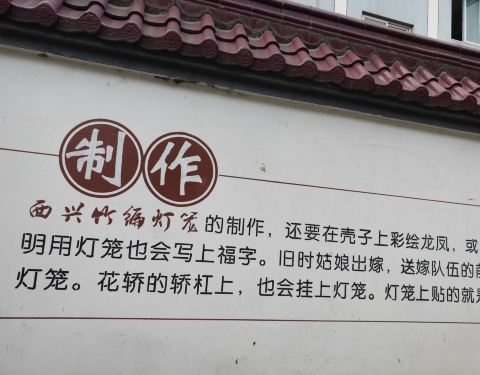 制作
西兴竹编灯笼的制作，还要在壳子上彩绘龙凤，或
明用灯笼也会写上福字。旧时姑娘出嫁，送嫁队伍的前
灯笼。花轿的轿杠上，也会挂上灯笼。灯笼上贴的就是